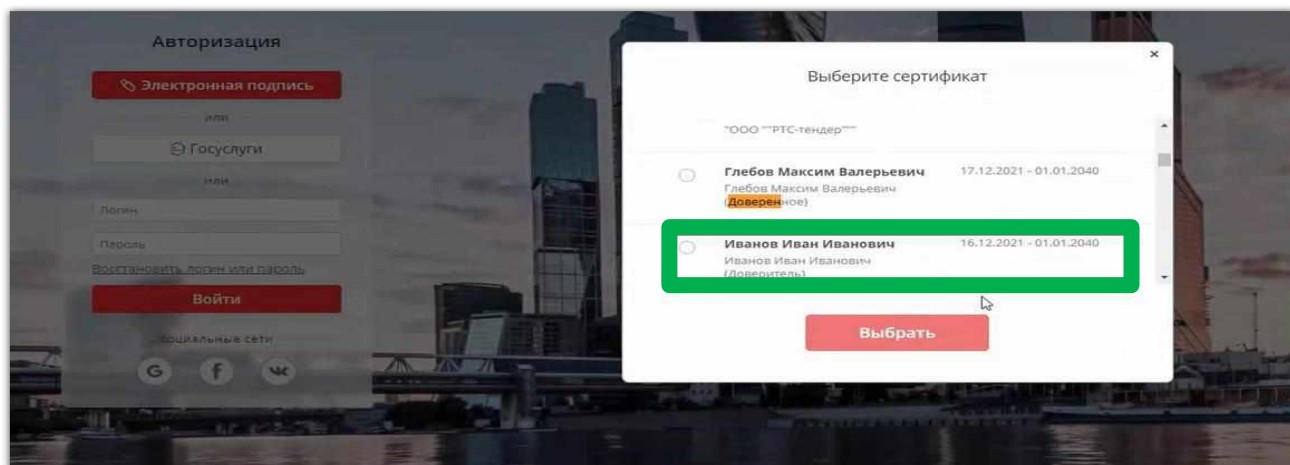 Авторизация
Электронная подпись
или
Госуслуги
или
Логин
Пароль
Восстановить логин или пароль
Войти
социальные сети
G f
×
Выберите сертификат
"ООО ""РТС-тендер"""
Глебов Максим Валерьевич 17.12.2021 - 01.01.2040
Глебов Максим Валерьевич
(Доверенное)
Иванов Иван Иванович 16.12.2021 - 01.01.2040
Иванов Иван Иванович
(Доверитель)
Выбрать